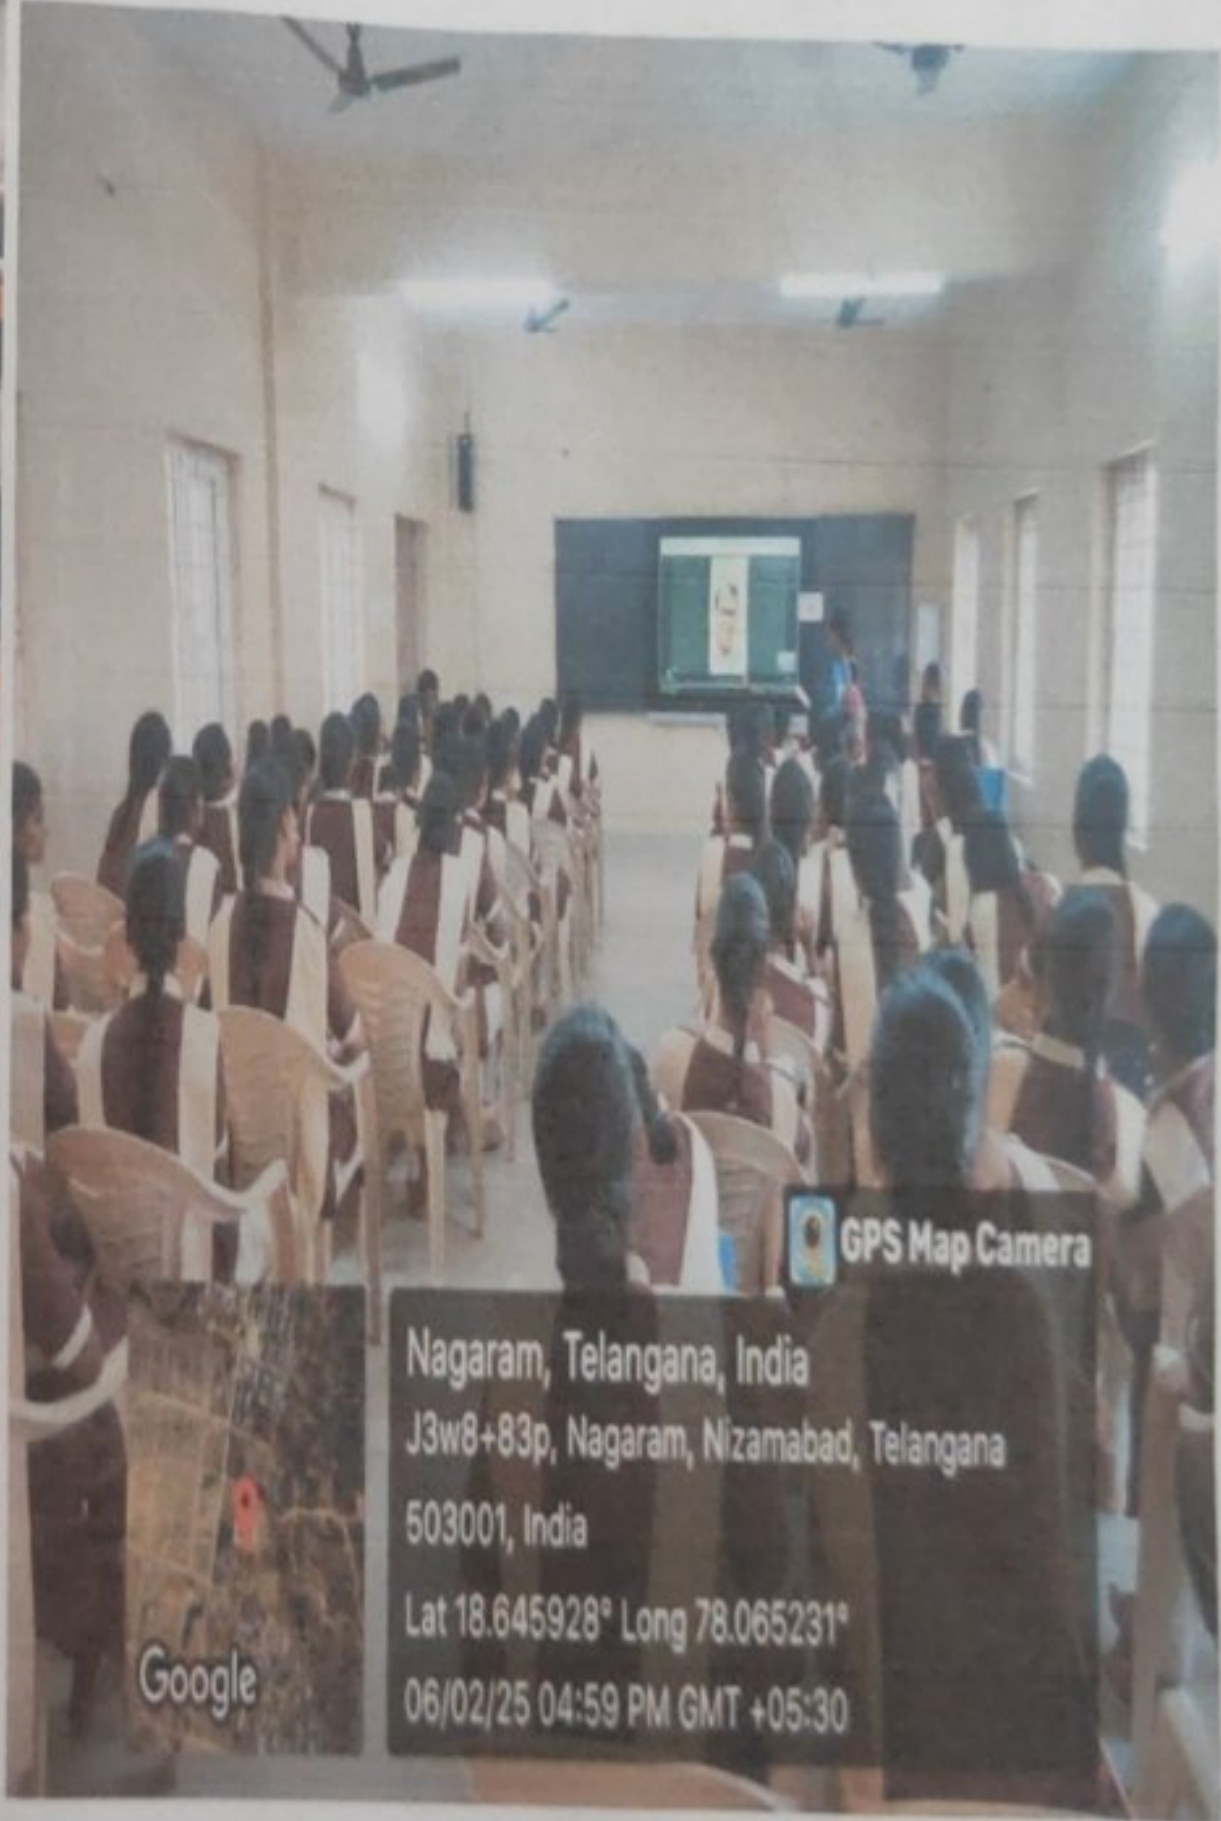 GPS Map Camera
Nagaram, Telangana, India
J3w8+83p, Nagaram, Nizamabad, Telangana
503001, India
Lat 18.645928° Long 78.065231°
06/02/25 04:59 PM GMT +05:30
Google